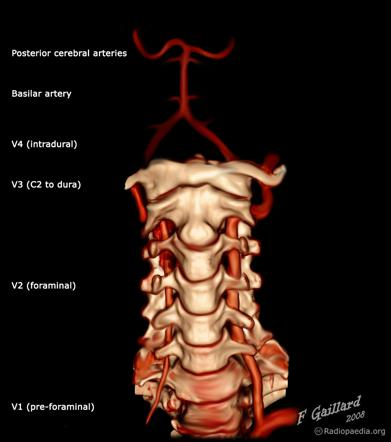 Posterior cerebral arteries
Basilar artery
V4 (intradural)
V3 (C2 to dura)
V2 (foraminal)
V1 (pre-foraminal)
F Gaillard
2008
cc Radiopaedia.org